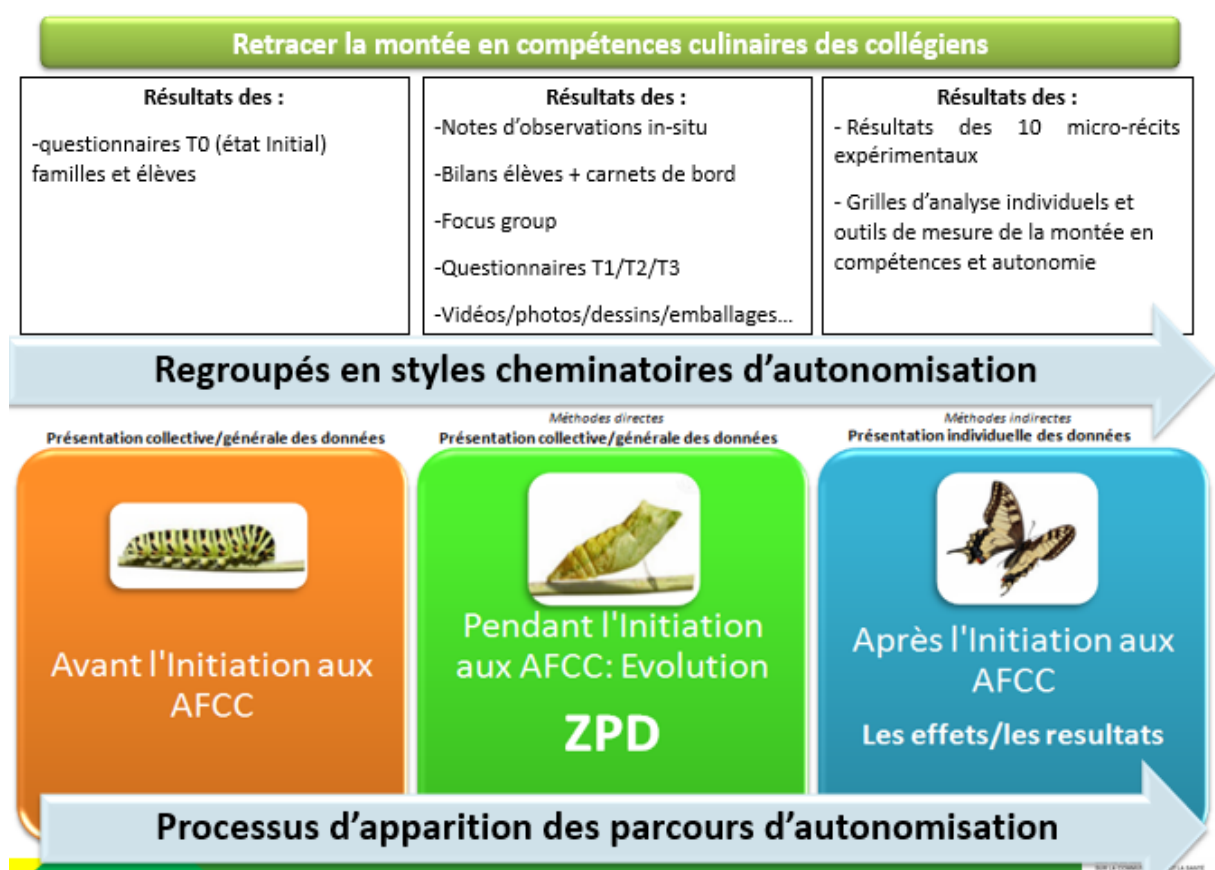 Retracer la montée en compétences culinaires des collégiens
Résultats des :
-questionnaires T0 (état Initial)
familles et élèves
Résultats des :
-Notes d'observations in-situ
-Bilans élèves + carnets de bord
-Focus group
-Questionnaires T1/T2/T3
-Vidéos/photos/dessins/emballages...
Résultats des :
- Résultats des 10 micro-récits
expérimentaux
- Grilles d'analyse individuels et
outils de mesure de la montée en
compétences et autonomie
Regroupés en styles cheminatoires d'autonomisation
Présentation collective/générale des données
Méthodes directes
Présentation collective/générale des données
Méthodes indirectes
Présentation individuelle des données
Avant l'Initiation aux
AFCC
Pendant l'Initiation
aux AFCC: Evolution
ZPD
Après l'Initiation aux
AFCC
Les effets/les resultats
Processus d'apparition des parcours d'autonomisation